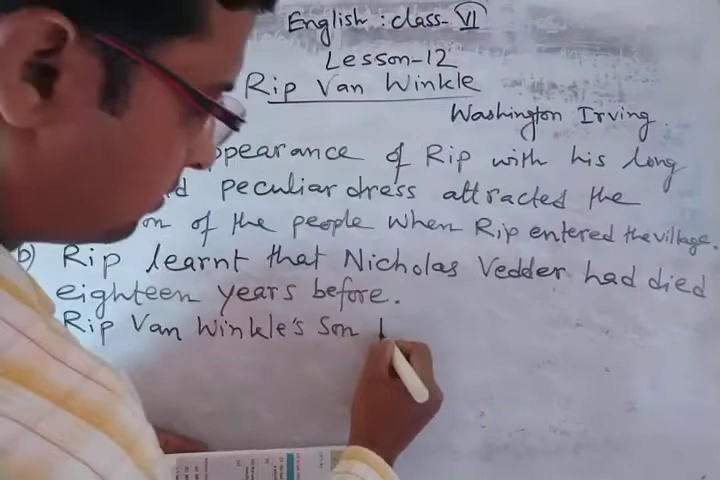 English : class-VI
Lesson-12
Rip Van Winkle
Washington Irving.
ppearance of Rip with his long
d peculiar dress attracted the
on of the people when Rip entered the village.
b) Rip learnt that Nicholas Vedder had died
eighteen years before.
Rip Van Winkle's Son